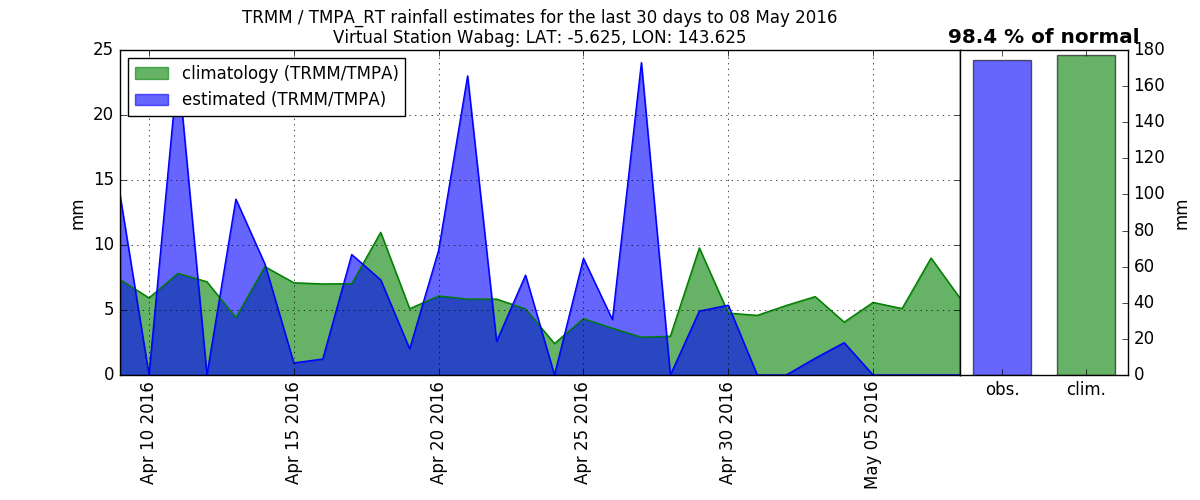 TRMM / TMPA_RT rainfall estimates for the last 30 days to 08 May 2016
Virtual Station Wabag: LAT: -5.625, LON: 143.625
98.4 % of normal
climatology (TRMM/TMPA)
estimated (TRMM/TMPA)
mm
25
20
15
10
5
0
Apr 10 2016
Apr 15 2016
Apr 20 2016
Apr 25 2016
Apr 30 2016
May 05 2016
180
160
140
120
100
80
60
40
20
0
mm
obs.
clim.